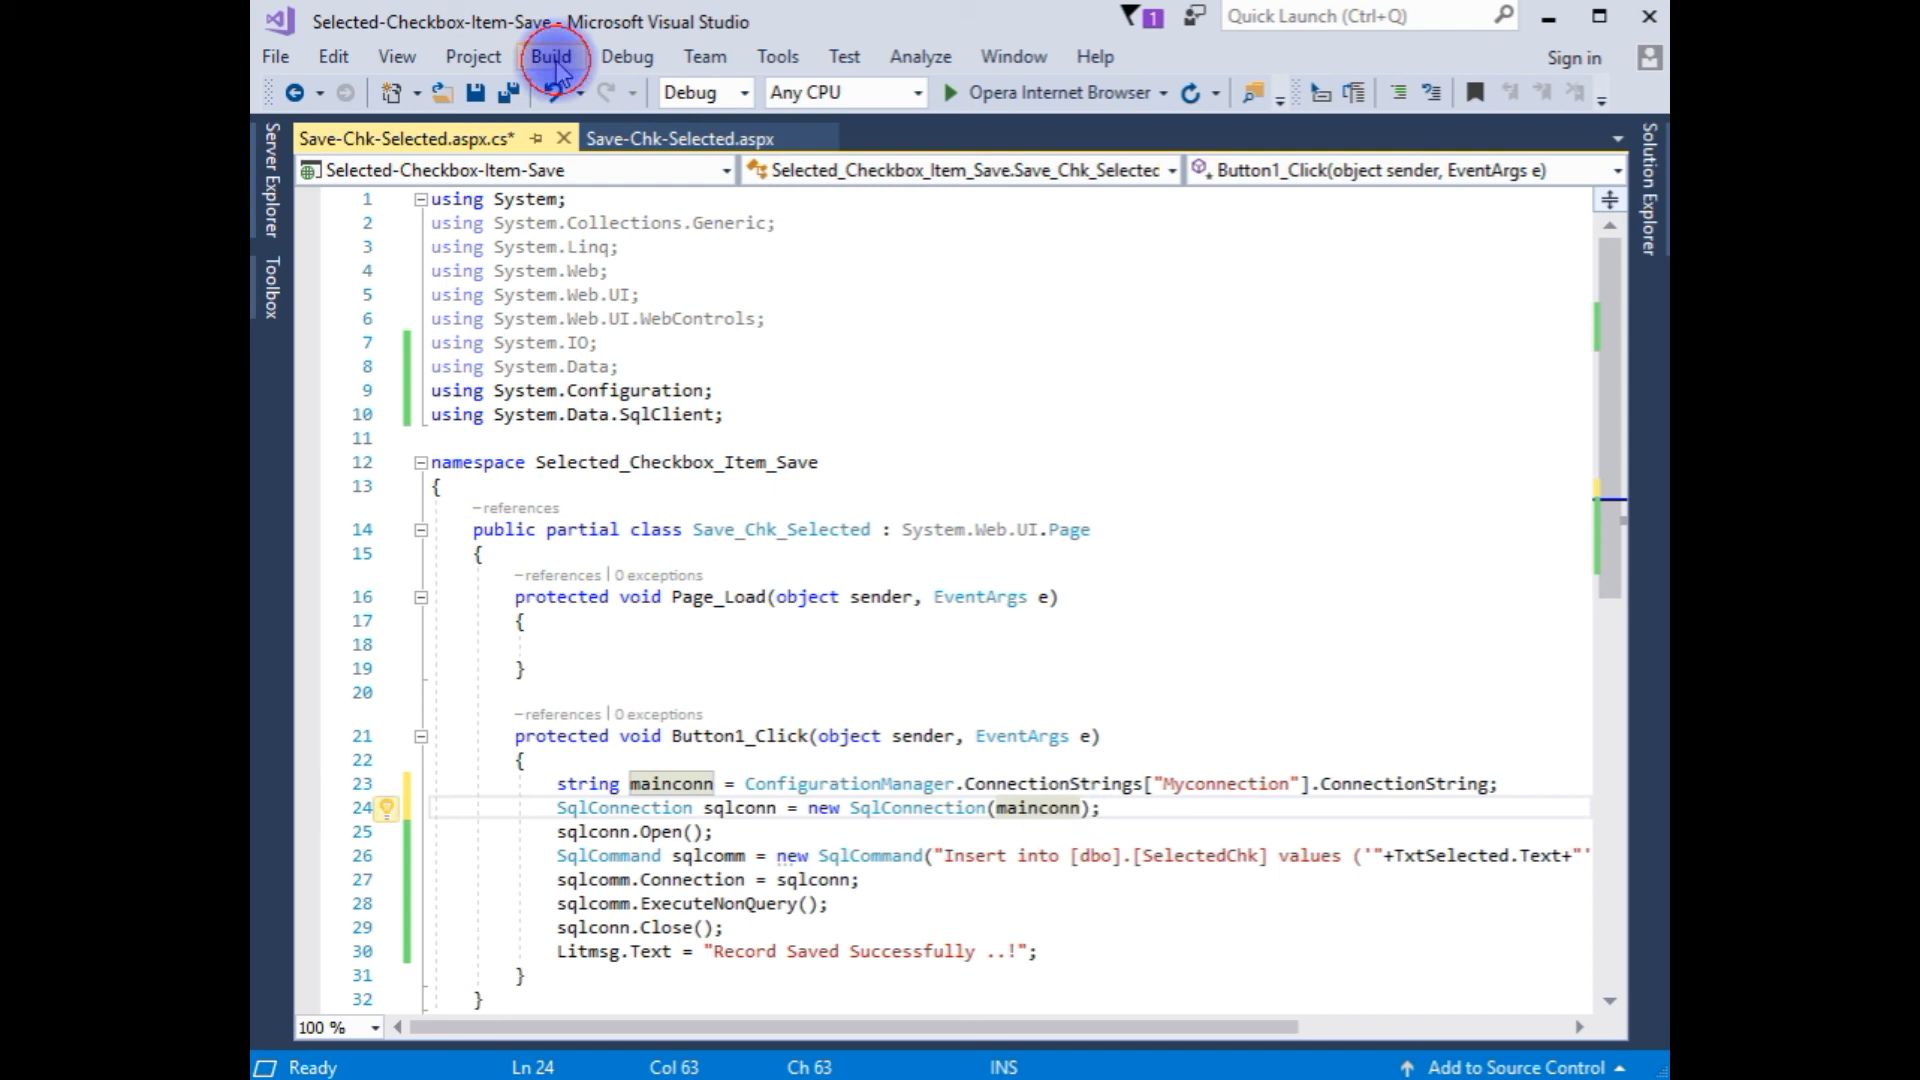 Selected-Checkbox-Item-Save - Microsoft Visual Studio
1
Quick Launch (Ctrl+Q)
File Edit View Project Build Debug Team Tools Test Analyze Window Help
Sign in
Debug Any CPU Opera Internet Browser
Server Explorer
Toolbox
Solution Explorer
Save-Chk-Selected.aspx.cs* Save-Chk-Selected.aspx
Selected-Checkbox-Item-Save Selected_Checkbox_Item_Save.Save_Chk_Selected Button1_Click(object sender, EventArgs e)
1 using System;
2 using System.Collections.Generic;
3 using System.Linq;
4 using System.Web;
5 using System.Web.UI;
6 using System.Web.UI.WebControls;
7 using System.IO;
8 using System.Data;
9 using System.Configuration;
10 using System.Data.SqlClient;
11
12 namespace Selected_Checkbox_Item_Save
13 {
–references
14 public partial class Save_Chk_Selected : System.Web.UI.Page
15 {
–references | 0 exceptions
16 protected void Page_Load(object sender, EventArgs e)
17 {
18
19 }
20
–references | 0 exceptions
21 protected void Button1_Click(object sender, EventArgs e)
22 {
23 string mainconn = ConfigurationManager.ConnectionStrings["Myconnection"].ConnectionString;
24 SqlConnection sqlconn = new SqlConnection(mainconn);
25 sqlconn.Open();
26 SqlCommand sqlcomm = new SqlCommand("Insert into [dbo].[SelectedChk] values ('"+TxtSelected.Text+"'
27 sqlcomm.Connection = sqlconn;
28 sqlcomm.ExecuteNonQuery();
29 sqlconn.Close();
30 Litmsg.Text = "Record Saved Successfully ..!";
31 }
32 }
100 %
Ready Ln 24 Col 63 Ch 63 INS Add to Source Control